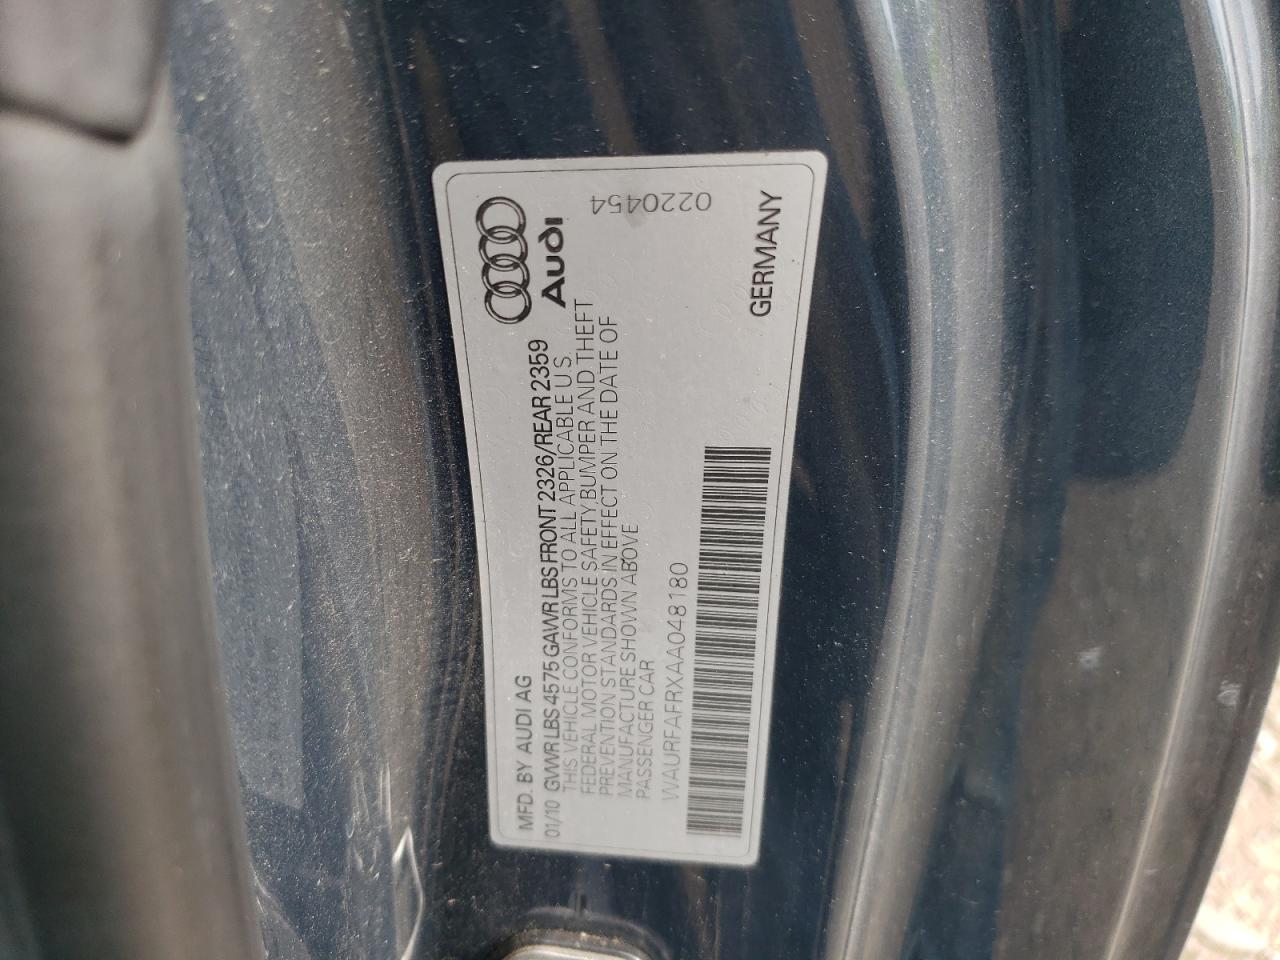 MFD. BY AUDI AG
01/10 GVWR LBS 4575 GAWR LBS FRONT 2326/REAR 2359
THIS VEHICLE CONFORMS TO ALL APPLICABLE U.S.
FEDERAL MOTOR VEHICLE SAFETY, BUMPER AND THEFT
PREVENTION STANDARDS IN EFFECT ON THE DATE OF
MANUFACTURE SHOWN ABOVE
PASSENGER CAR
WAURFAFRXAA048180
Audi
0220454
GERMANY